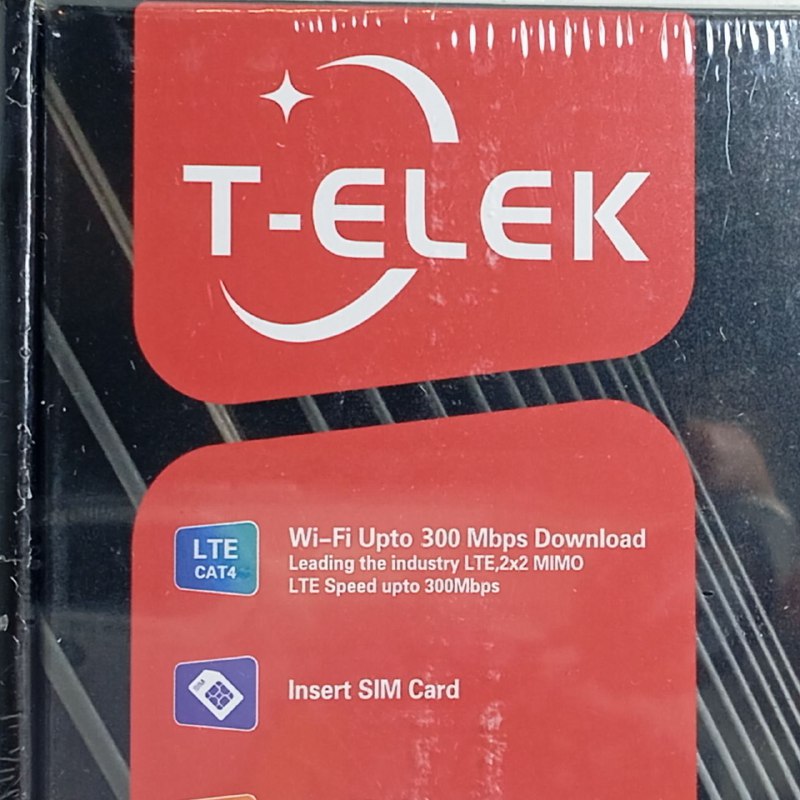 T-ELEK
LTE
CAT4
Wi-Fi Upto 300 Mbps Download
Leading the industry LTE,2x2 MIMO
LTE Speed upto 300Mbps
SIM
Insert SIM Card